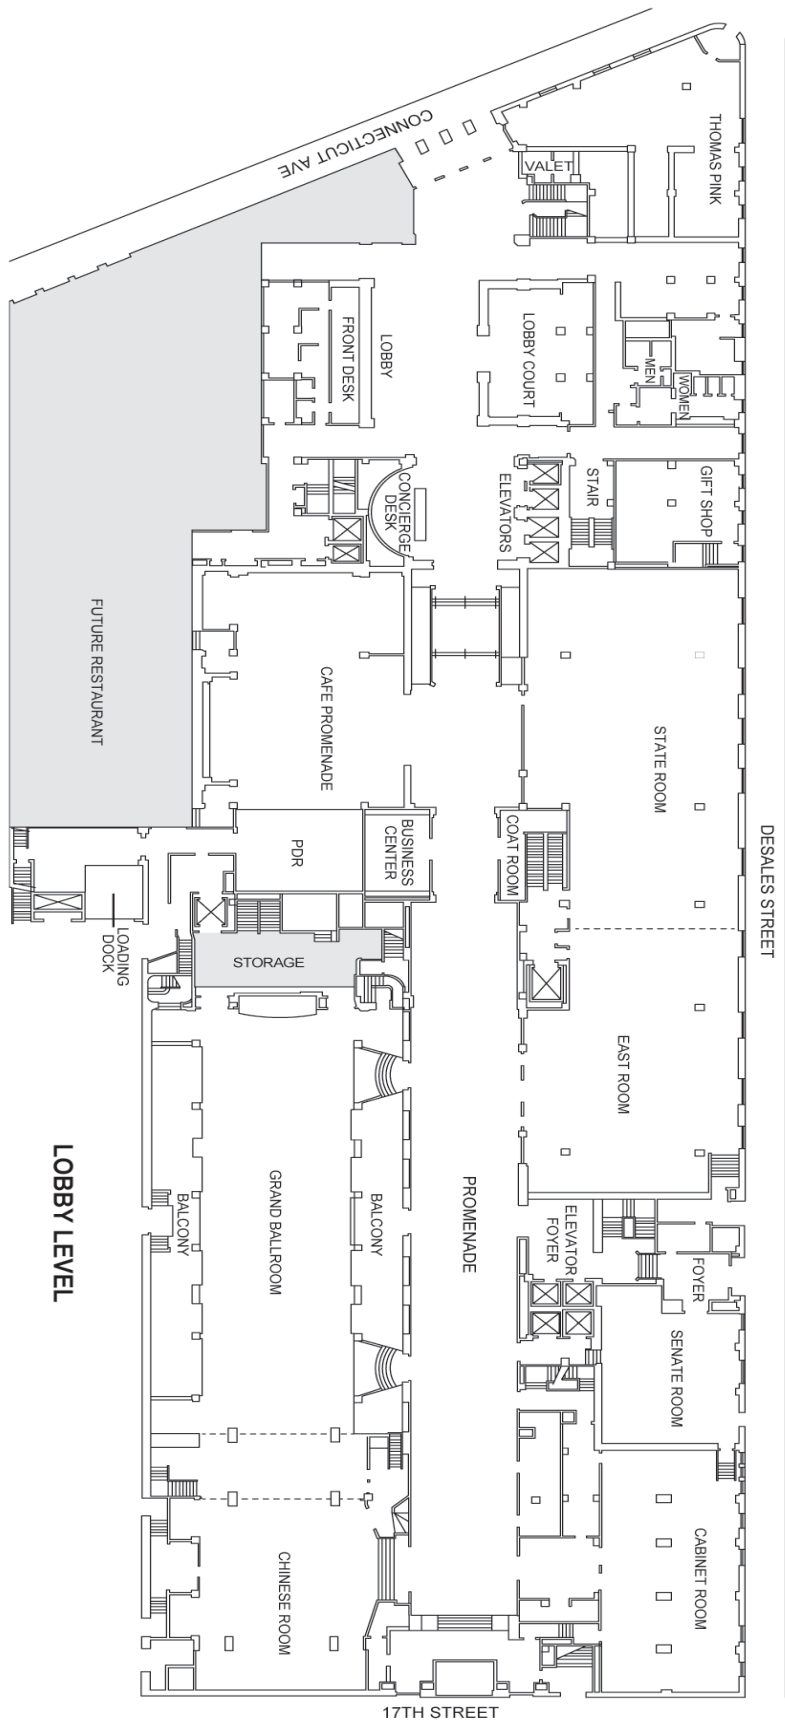 CONNECTICUT AVE
THOMAS PINK
VALET
FRONT DESK
LOBBY
LOBBY COURT
MEN
WOMEN
CONCIERGE
DESK
ELEVATORS
STAIR
GIFT SHOP
FUTURE RESTAURANT
CAFE PROMENADE
STATE ROOM
PDR
BUSINESS
CENTER
COAT ROOM
DESALES STREET
LOADING
DOCK
STORAGE
EAST ROOM
LOBBY LEVEL
BALCONY
GRAND BALLROOM
BALCONY
PROMENADE
ELEVATOR
FOYER
FOYER
SENATE ROOM
CHINESE ROOM
CABINET ROOM
17TH STREET